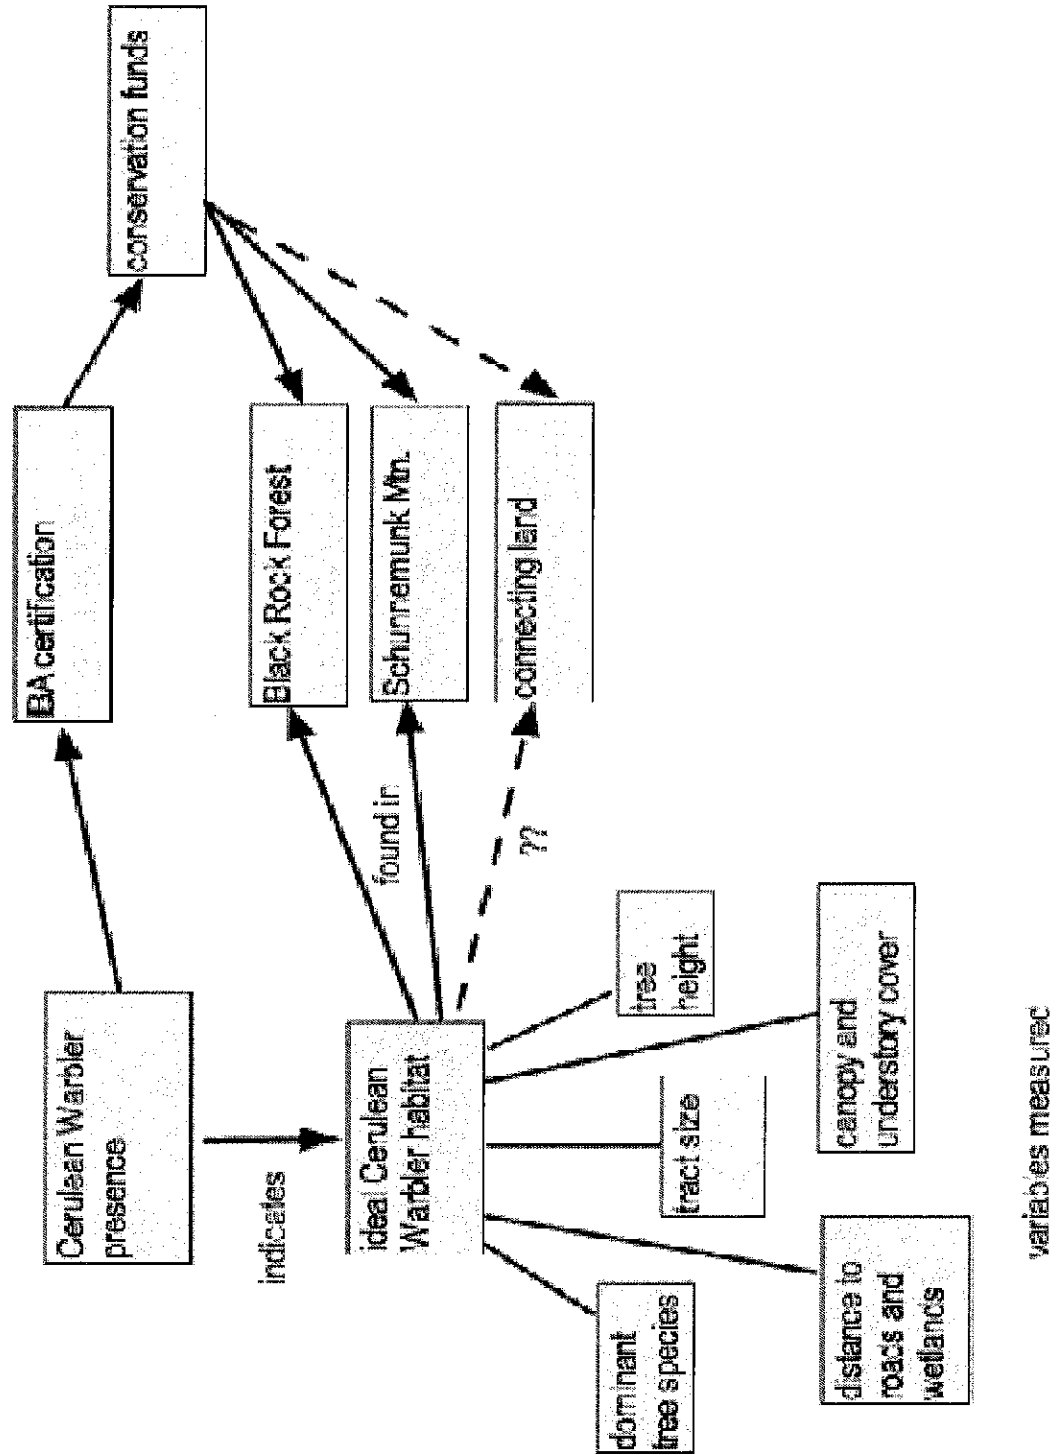 Cerulean Warbler
presence
IBA certification
conservation funds
indicates
ideal Cerulean
Warbler habitat
found in
??
Black Rock Forest
Schunnemunk Mtn.
connecting land
dominant
tree species
distance to
roads and
wetlands
tract size
canopy and
understory cover
tree
height
variables measured